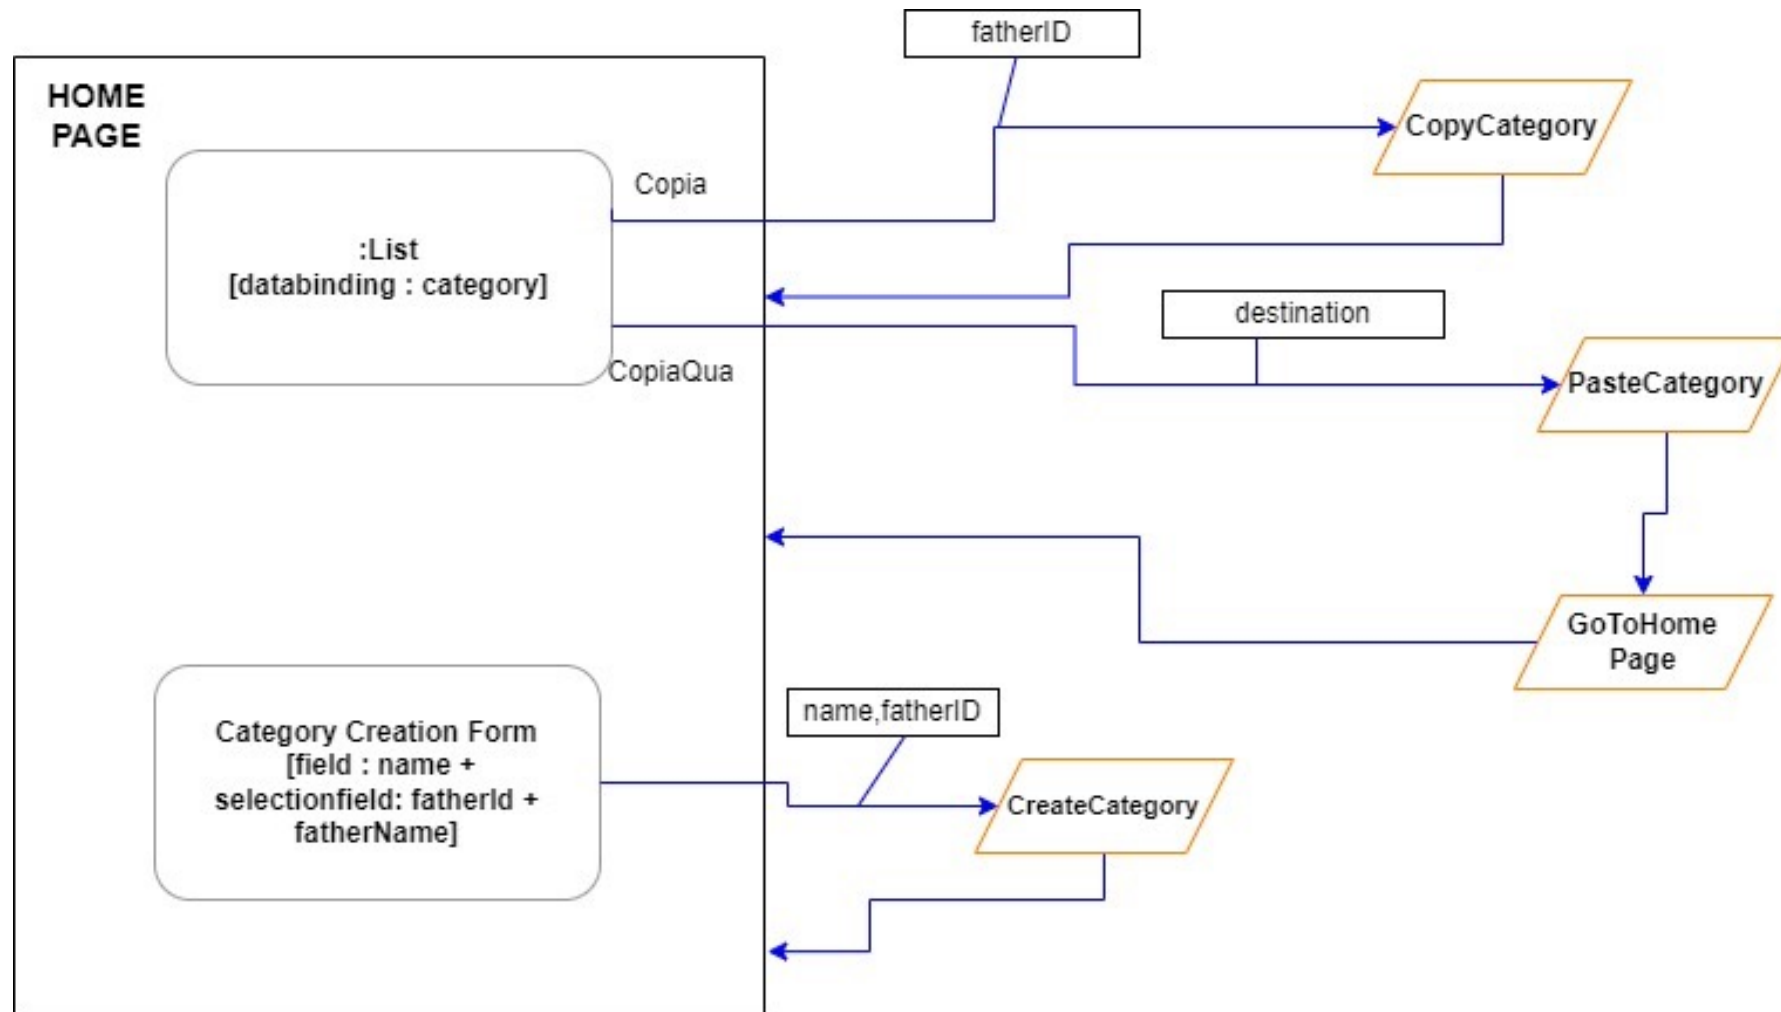 fatherID
HOME
PAGE
CopyCategory
Copia
:List
[databinding : category]
destination
CopiaQua
PasteCategory
GoToHome
Page
name,fatherID
Category Creation Form
[field : name +
selectionfield: fatherId +
fatherName]
CreateCategory